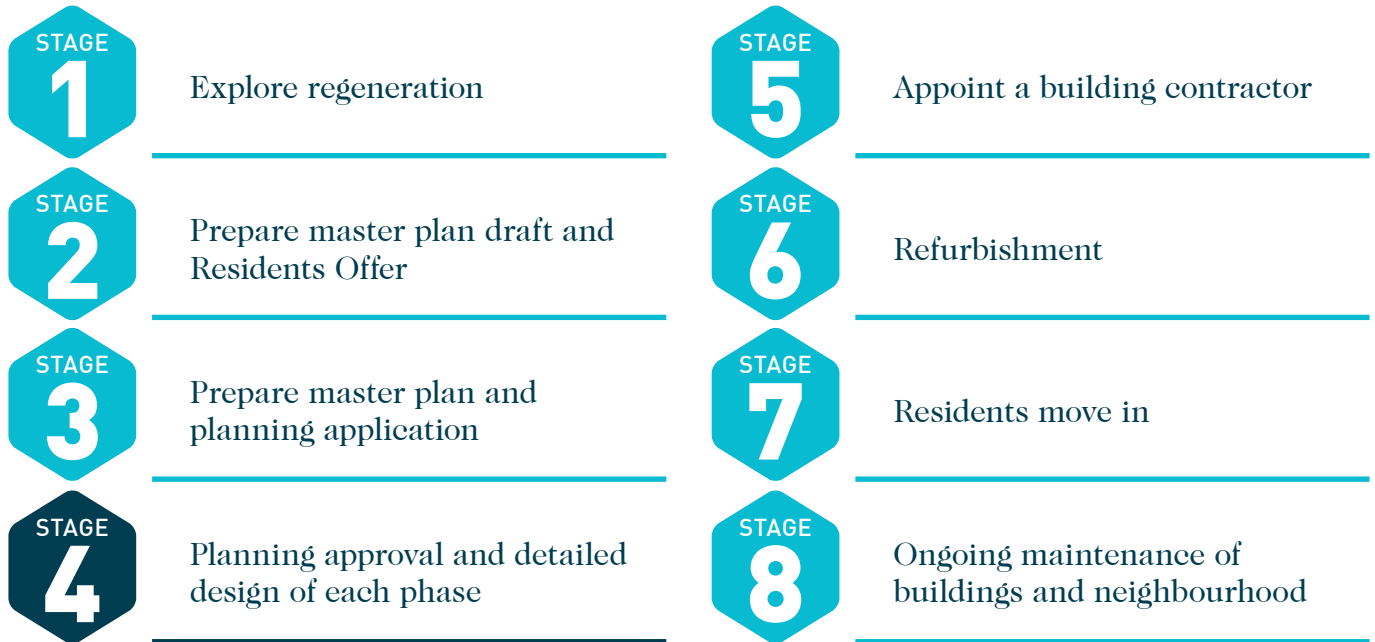 STAGE
1
Explore regeneration
STAGE
2
Prepare master plan draft and
Residents Offer
STAGE
3
Prepare master plan and
planning application
STAGE
4
Planning approval and detailed
design of each phase
STAGE
5
Appoint a building contractor
STAGE
6
Refurbishment
STAGE
7
Residents move in
STAGE
8
Ongoing maintenance of
buildings and neighbourhood